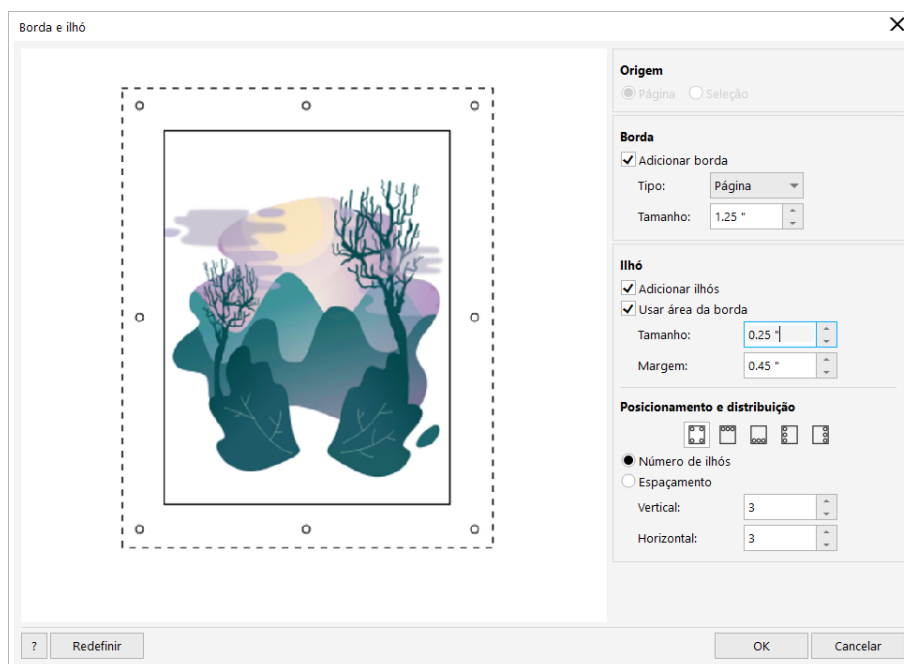 Borda e ilhó
Origem
Página Seleção
Borda
Adicionar borda
Tipo: Página
Tamanho: 1.25 "
Ilhó
Adicionar ilhós
Usar área da borda
Tamanho: 0.25 "
Margem: 0.45 "
Posicionamento e distribuição
Número de ilhós
Espaçamento
Vertical: 3
Horizontal: 3
? Redefinir OK Cancelar